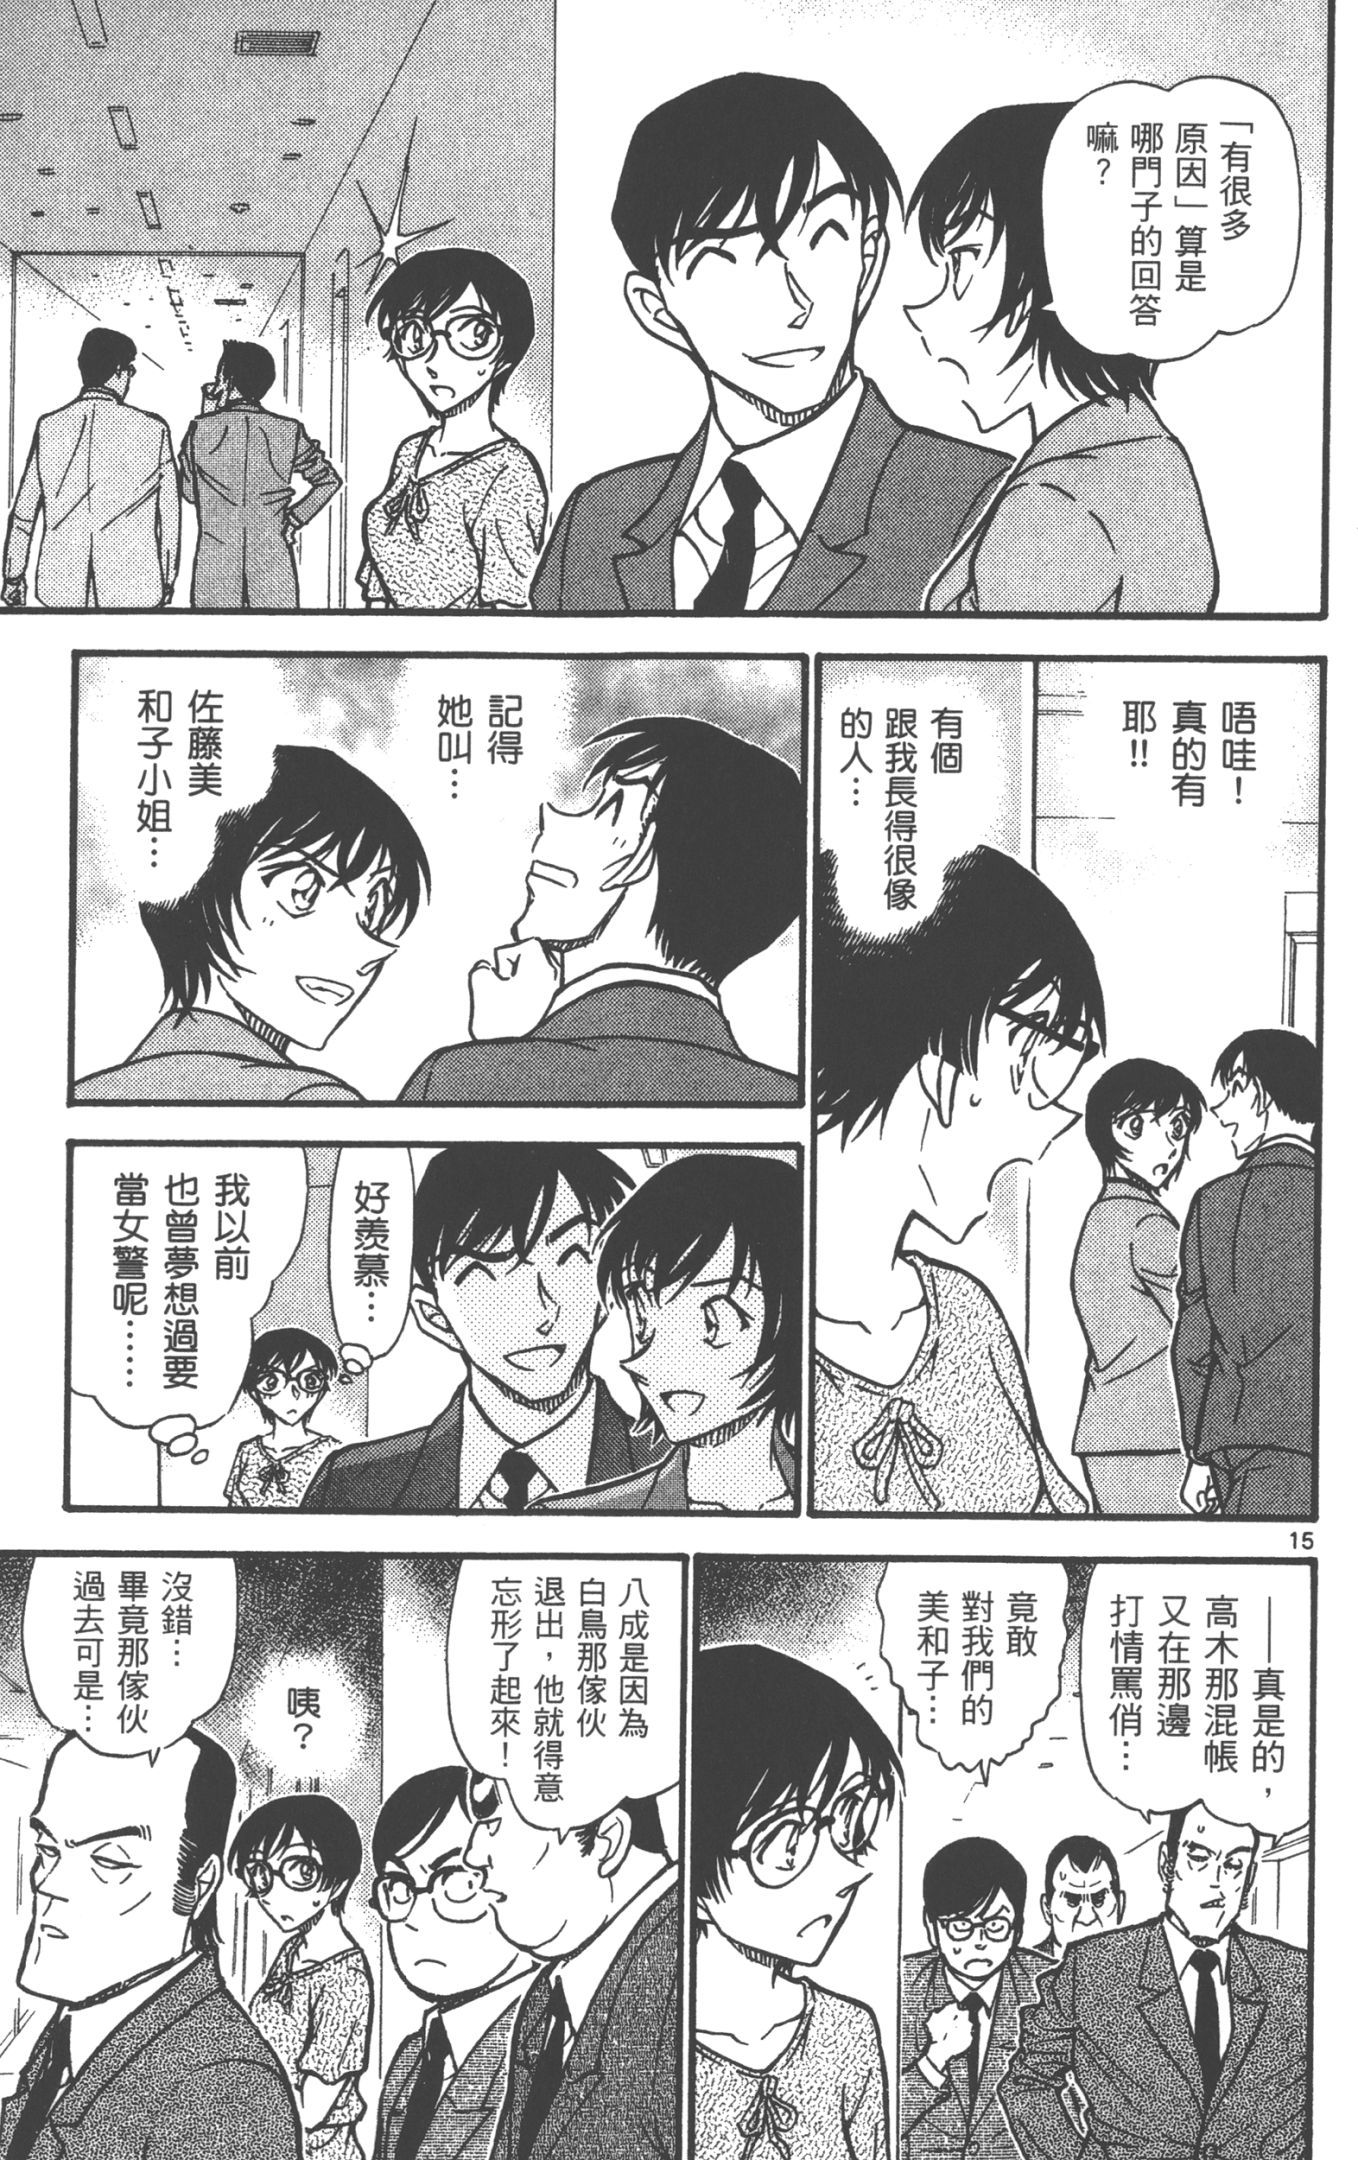 「有很多
原因」算是
哪門子的回答
嘛？
唔哇！
真的有
耶!!
有個
跟我長得很像
的人…
記得
她叫…
佐藤美
和子小姐…
好羨慕…
我以前
也曾夢想過要
當女警呢……
15
——真是的，
高木那混帳
又在那邊
打情罵俏…
竟敢
對我們的
美和子…
八成是因為
白鳥那傢伙
退出，他就得意
忘形了起來！
咦？
沒錯…
畢竟那傢伙
過去可是…